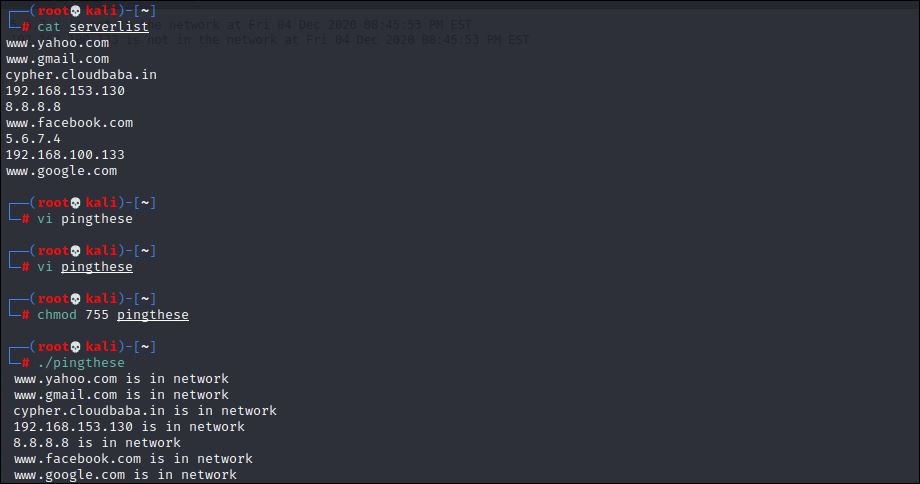 ┌──(root💀kali)-[~]
└─# cat serverlist
www.yahoo.com
www.gmail.com
cypher.cloudbaba.in
192.168.153.130
8.8.8.8
www.facebook.com
5.6.7.4
192.168.100.133
www.google.com
┌──(root💀kali)-[~]
└─# vi pingthese
┌──(root💀kali)-[~]
└─# vi pingthese
┌──(root💀kali)-[~]
└─# chmod 755 pingthese
┌──(root💀kali)-[~]
└─# ./pingthese
www.yahoo.com is in network
www.gmail.com is in network
cypher.cloudbaba.in is in network
192.168.153.130 is in network
8.8.8.8 is in network
www.facebook.com is in network
www.google.com is in network